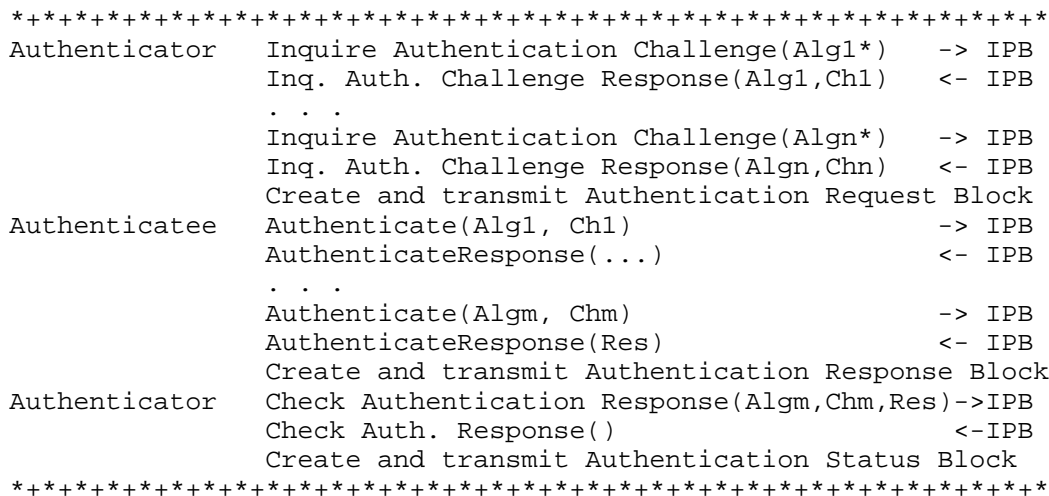 *+*+*+*+*+*+*+*+*+*+*+*+*+*+*+*+*+*+*+*+*+*+*+*+*+*+*+*+*+*+*+*+*
Authenticator   Inquire Authentication Challenge(Alg1*)   -> IPB
                Inq. Auth. Challenge Response(Alg1,Ch1)   <- IPB
                . . .
                Inquire Authentication Challenge(Algn*)   -> IPB
                Inq. Auth. Challenge Response(Algn,Chn)   <- IPB
                Create and transmit Authentication Request Block
Authenticatee   Authenticate(Alg1, Ch1)                   -> IPB
                AuthenticateResponse(...)                 <- IPB
                . . .
                Authenticate(Algm, Chm)                   -> IPB
                AuthenticateResponse(Res)                 <- IPB
                Create and transmit Authentication Response Block
Authenticator   Check Authentication Response(Algm,Chm,Res)->IPB
                Check Auth. Response()                     <-IPB
                Create and transmit Authentication Status Block
*+*+*+*+*+*+*+*+*+*+*+*+*+*+*+*+*+*+*+*+*+*+*+*+*+*+*+*+*+*+*+*+*